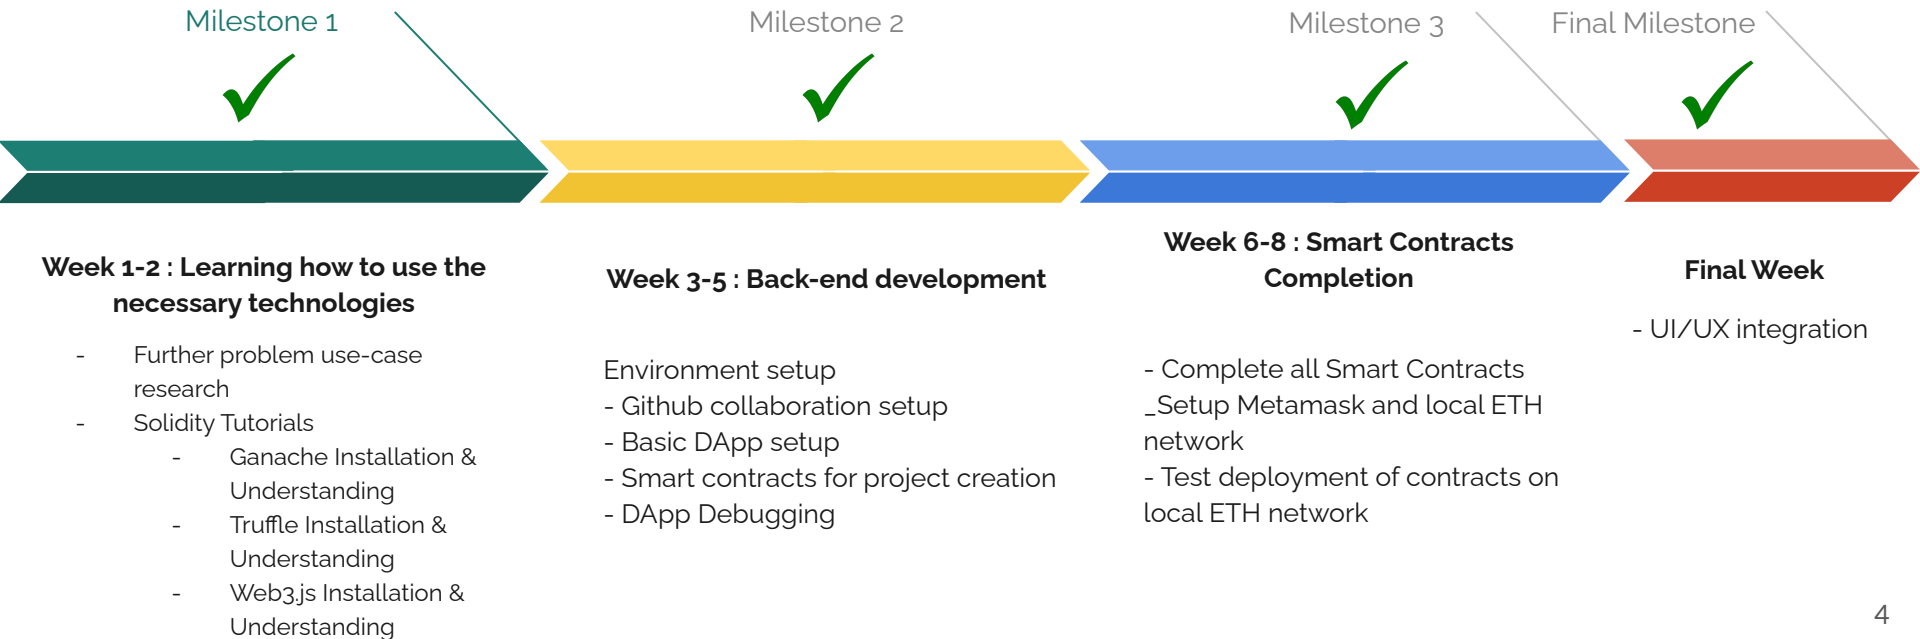 Milestone 1
Milestone 2
Milestone 3
Final Milestone
Week 1-2 : Learning how to use the
necessary technologies
- Further problem use-case
research
- Solidity Tutorials
- Ganache Installation &
Understanding
- Truffle Installation &
Understanding
- Web3.js Installation &
Understanding
Week 3-5 : Back-end development
Environment setup
- Github collaboration setup
- Basic DApp setup
- Smart contracts for project creation
- DApp Debugging
Week 6-8 : Smart Contracts
Completion
- Complete all Smart Contracts
_Setup Metamask and local ETH
network
- Test deployment of contracts on
local ETH network
Final Week
- UI/UX integration
4